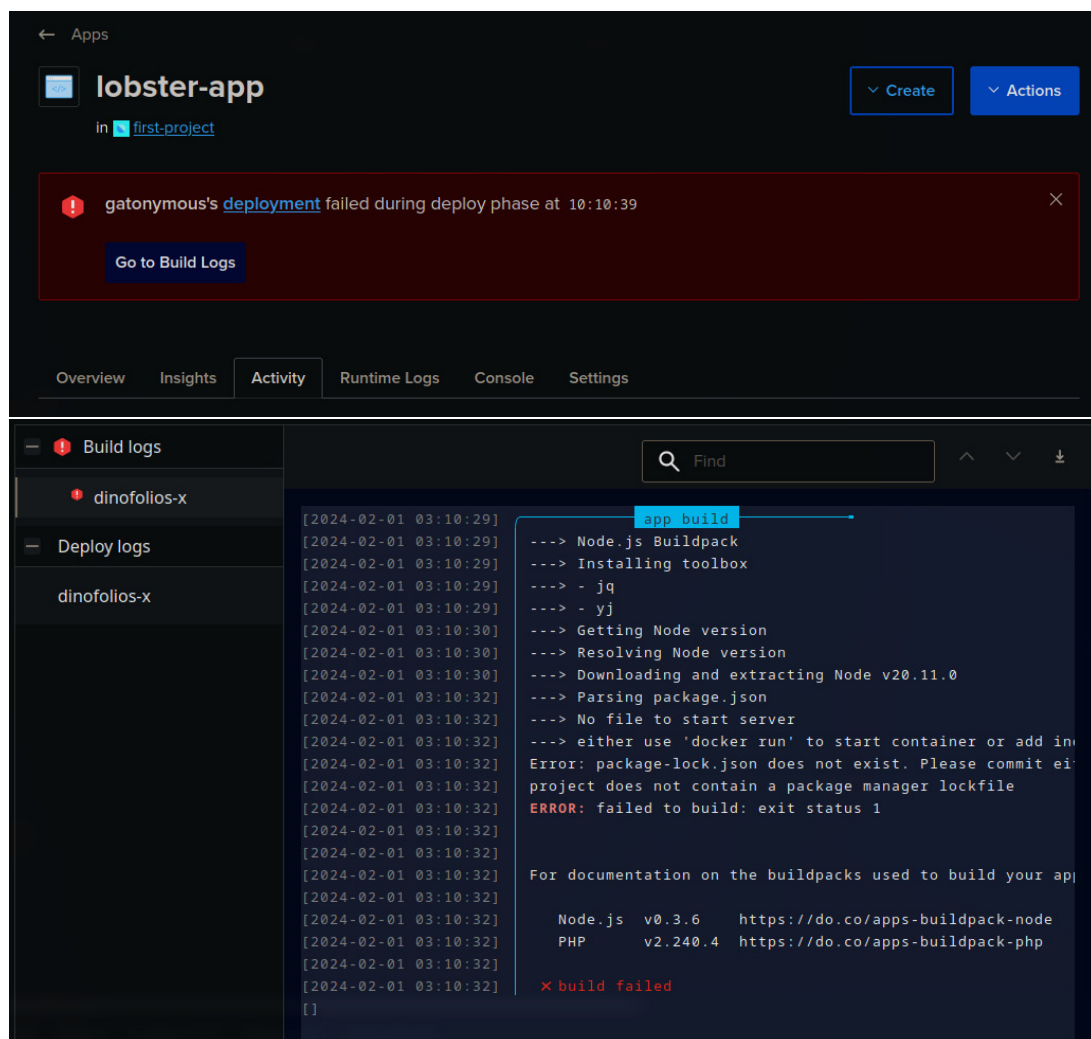 ← Apps
lobster-app
Create
Actions
in first-project
gatonymous's deployment failed during deploy phase at 10:10:39
Go to Build Logs
Overview
Insights
Activity
Runtime Logs
Console
Settings
Build logs
dinofolios-x
Deploy logs
dinofolios-x
Find
[2024-02-01 03:10:29] app build
[2024-02-01 03:10:29] ---> Node.js Buildpack
[2024-02-01 03:10:29] ---> Installing toolbox
[2024-02-01 03:10:29] ---> - jq
[2024-02-01 03:10:29] ---> - yj
[2024-02-01 03:10:30] ---> Getting Node version
[2024-02-01 03:10:30] ---> Resolving Node version
[2024-02-01 03:10:30] ---> Downloading and extracting Node v20.11.0
[2024-02-01 03:10:32] ---> Parsing package.json
[2024-02-01 03:10:32] ---> No file to start server
[2024-02-01 03:10:32] ---> either use 'docker run' to start container or add
[2024-02-01 03:10:32] Error: package-lock.json does not exist. Please commit
[2024-02-01 03:10:32] project does not contain a package manager lockfile
[2024-02-01 03:10:32] ERROR: failed to build: exit status 1
[2024-02-01 03:10:32]
[2024-02-01 03:10:32]
[2024-02-01 03:10:32] For documentation on the buildpacks used to build your
[2024-02-01 03:10:32]
[2024-02-01 03:10:32] Node.js v0.3.6 https://do.co/apps-buildpack-node
[2024-02-01 03:10:32] PHP v2.240.4 https://do.co/apps-buildpack-php
[2024-02-01 03:10:32]
[2024-02-01 03:10:32] ✕ build failed
[]